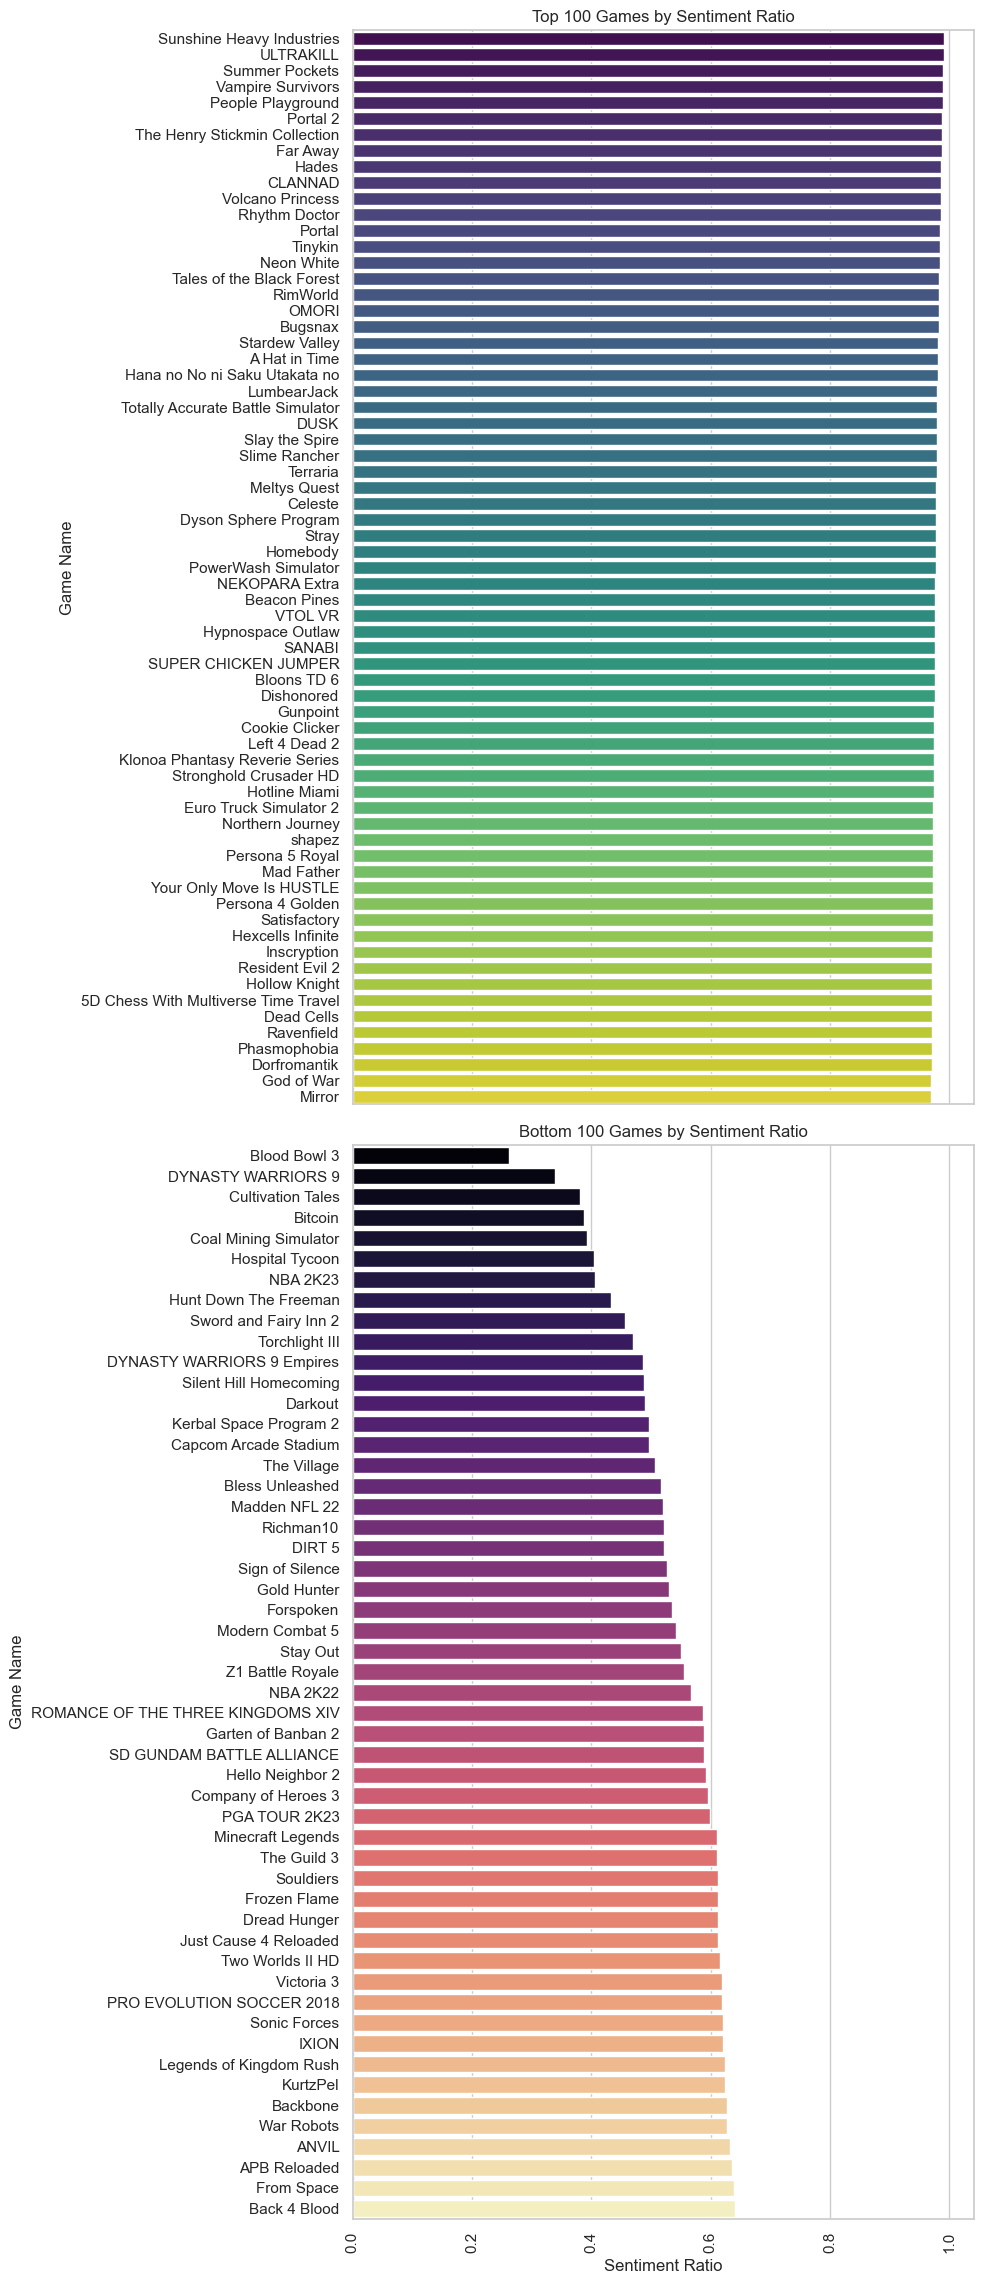 Top 100 Games by Sentiment Ratio
Sunshine Heavy Industries
ULTRAKILL
Summer Pockets
Vampire Survivors
People Playground
Portal 2
The Henry Stickmin Collection
Far Away
Hades
CLANNAD
Volcano Princess
Rhythm Doctor
Portal
Tinykin
Neon White
Tales of the Black Forest
RimWorld
OMORI
Bugsnax
Stardew Valley
A Hat in Time
Hana no No ni Saku Utakata no
LumbearJack
Totally Accurate Battle Simulator
DUSK
Slay the Spire
Slime Rancher
Terraria
Meltys Quest
Celeste
Dyson Sphere Program
Stray
Homebody
PowerWash Simulator
NEKOPARA Extra
Beacon Pines
VTOL VR
Hypnospace Outlaw
SANABI
SUPER CHICKEN JUMPER
Bloons TD 6
Dishonored
Gunpoint
Cookie Clicker
Left 4 Dead 2
Klonoa Phantasy Reverie Series
Stronghold Crusader HD
Hotline Miami
Euro Truck Simulator 2
Northern Journey
shapez
Persona 5 Royal
Mad Father
Your Only Move Is HUSTLE
Persona 4 Golden
Satisfactory
Hexcells Infinite
Inscryption
Resident Evil 2
Hollow Knight
5D Chess With Multiverse Time Travel
Dead Cells
Ravenfield
Phasmophobia
Dorfromantik
God of War
Mirror
Game Name
Bottom 100 Games by Sentiment Ratio
Blood Bowl 3
DYNASTY WARRIORS 9
Cultivation Tales
Bitcoin
Coal Mining Simulator
Hospital Tycoon
NBA 2K23
Hunt Down The Freeman
Sword and Fairy Inn 2
Torchlight III
DYNASTY WARRIORS 9 Empires
Silent Hill Homecoming
Darkout
Kerbal Space Program 2
Capcom Arcade Stadium
The Village
Bless Unleashed
Madden NFL 22
Richman10
DIRT 5
Sign of Silence
Gold Hunter
Forspoken
Modern Combat 5
Stay Out
Z1 Battle Royale
NBA 2K22
ROMANCE OF THE THREE KINGDOMS XIV
Garten of Banban 2
SD GUNDAM BATTLE ALLIANCE
Hello Neighbor 2
Company of Heroes 3
PGA TOUR 2K23
Minecraft Legends
The Guild 3
Souldiers
Frozen Flame
Dread Hunger
Just Cause 4 Reloaded
Two Worlds II HD
Victoria 3
PRO EVOLUTION SOCCER 2018
Sonic Forces
IXION
Legends of Kingdom Rush
KurtzPel
Backbone
War Robots
ANVIL
APB Reloaded
From Space
Back 4 Blood
Game Name
0.0 0.2 0.4 0.6 0.8 1.0
Sentiment Ratio